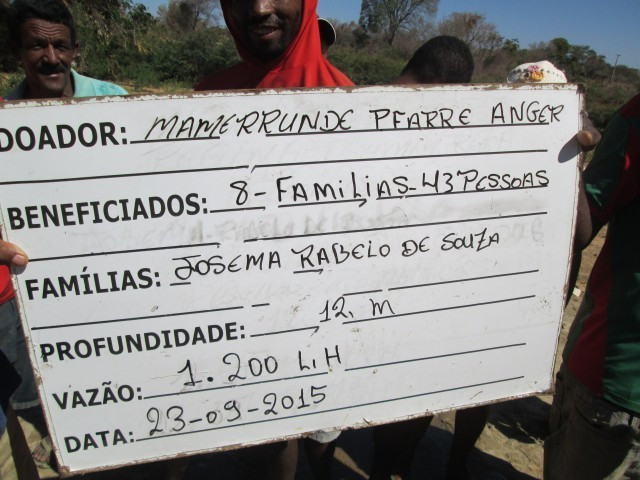 DOADOR: MAMERRUNDE PFARRE ANGER
BENEFICIADOS: 8 - FAMILIAS - 43 PESSOAS
FAMÍLIAS: JOSEMA RABELO DE SOUZA
PROFUNDIDADE: 12. M
VAZÃO: 1.200 L,H
DATA: 23-09-2015